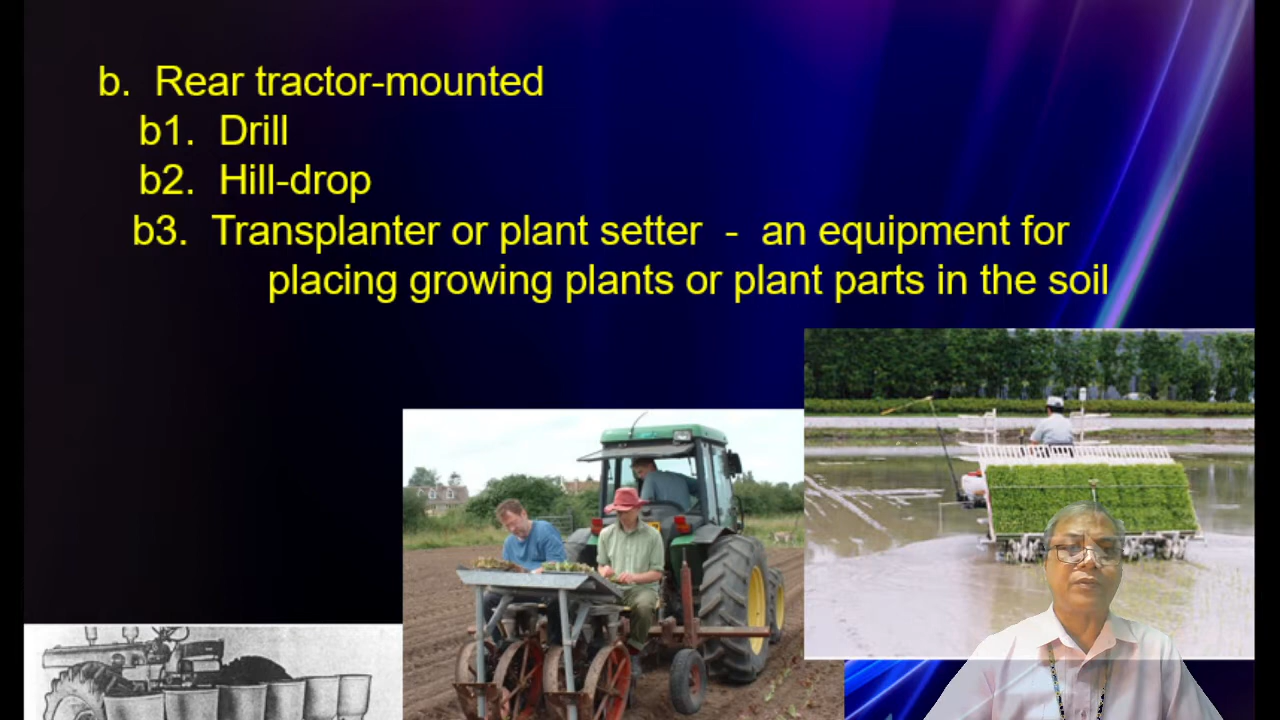 b. Rear tractor-mounted
b1. Drill
b2. Hill-drop
b3. Transplanter or plant setter - an equipment for
placing growing plants or plant parts in the soil